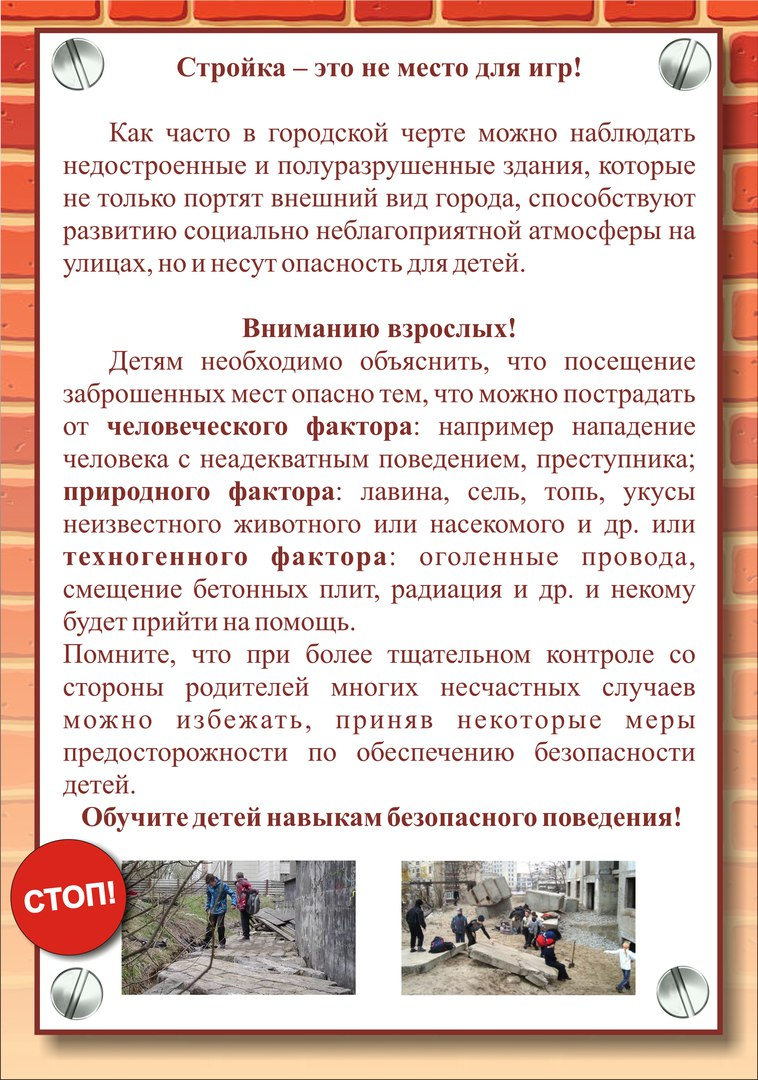 Стройка – это не место для игр!
Как часто в городской черте можно наблюдать
недостроенные и полуразрушенные здания, которые
не только портят внешний вид города, способствуют
развитию социально неблагоприятной атмосферы на
улицах, но и несут опасность для детей.
Вниманию взрослых!
Детям необходимо объяснить, что посещение
заброшенных мест опасно тем, что можно пострадать
от человеческого фактора: например нападение
человека с неадекватным поведением, преступника;
природного фактора: лавина, сель, топь, укусы
неизвестного животного или насекомого и др. или
техногенного фактора: оголенные провода,
смещение бетонных плит, радиация и др. и некому
будет прийти на помощь.
Помните, что при более тщательном контроле со
стороны родителей многих несчастных случаев
можно избежать, приняв некоторые меры
предосторожности по обеспечению безопасности
детей.
Обучите детей навыкам безопасного поведения!
СТОП!